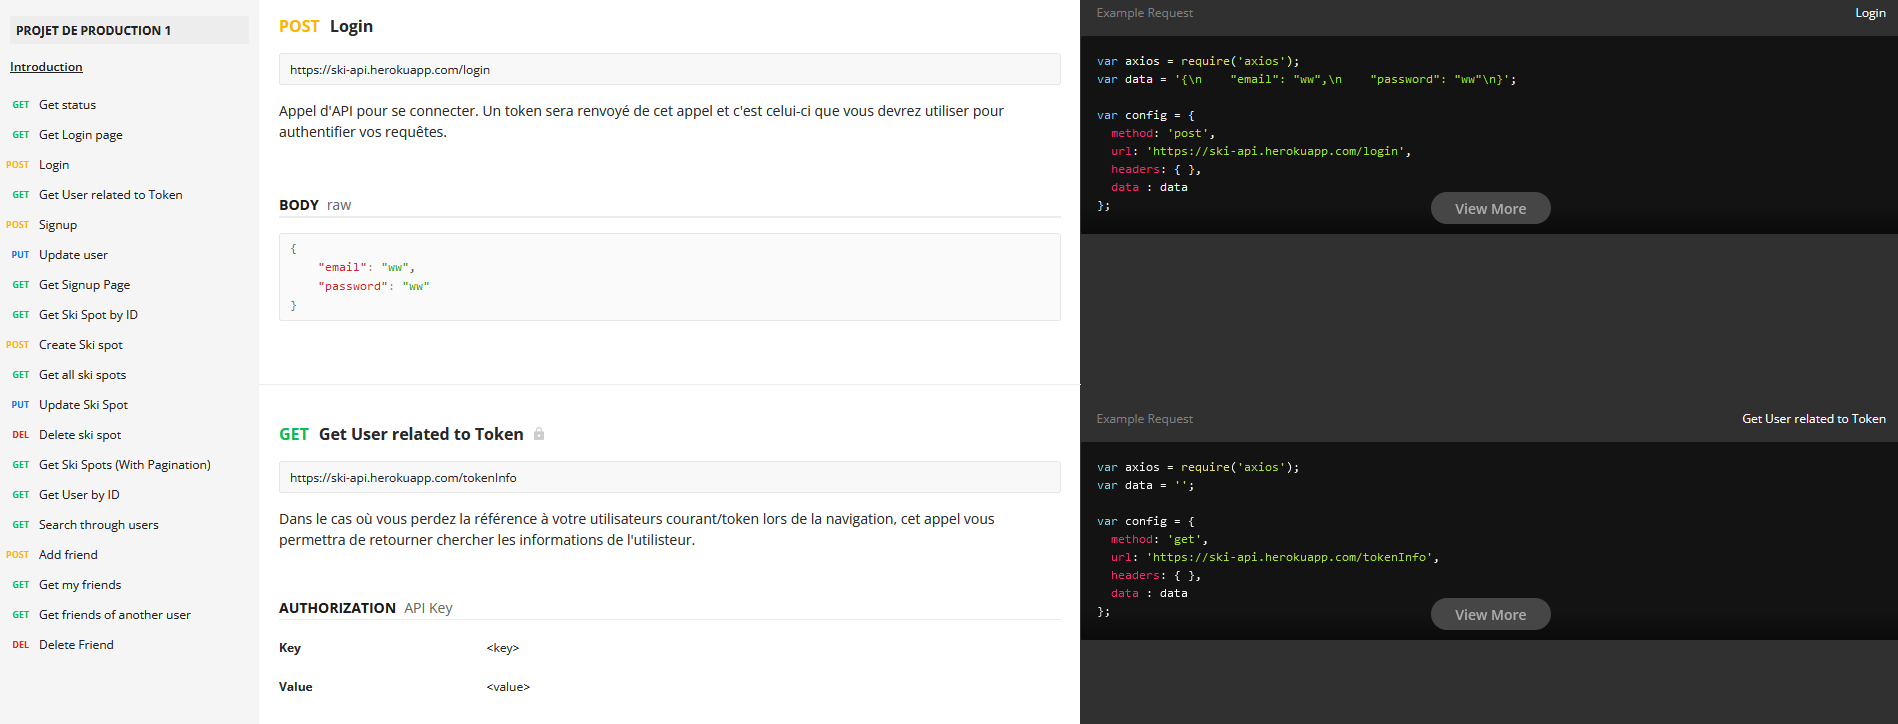 PROJET DE PRODUCTION 1
Introduction
GET Get status
GET Get Login page
POST Login
GET Get User related to Token
POST Signup
PUT Update user
GET Get Signup Page
GET Get Ski Spot by ID
POST Create Ski spot
GET Get all ski spots
PUT Update Ski Spot
DEL Delete ski spot
GET Get Ski Spots (With Pagination)
GET Get User by ID
GET Search through users
POST Add friend
GET Get my friends
GET Get friends of another user
DEL Delete Friend
POST Login
https://ski-api.herokuapp.com/login
Appel d'API pour se connecter. Un token sera renvoyé de cet appel et c'est celui-ci que vous devrez utiliser pour
authentifier vos requêtes.
BODY raw
{
"email": "ww",
"password": "ww"
}
GET Get User related to Token
https://ski-api.herokuapp.com/tokenInfo
Dans le cas où vous perdez la référence à votre utilisateurs courant/token lors de la navigation, cet appel vous
permettra de retourner chercher les informations de l'utilisteur.
AUTHORIZATION API Key
Key <key>
Value <value>
Example Request Login
var axios = require('axios');
var data = '{\n    "email": "ww",\n    "password": "ww"\n}';
var config = {
method: 'post',
url: 'https://ski-api.herokuapp.com/login',
headers: { },
data : data
};
View More
Example Request Get User related to Token
var axios = require('axios');
var data = '';
var config = {
method: 'get',
url: 'https://ski-api.herokuapp.com/tokenInfo',
headers: { },
data : data
};
View More